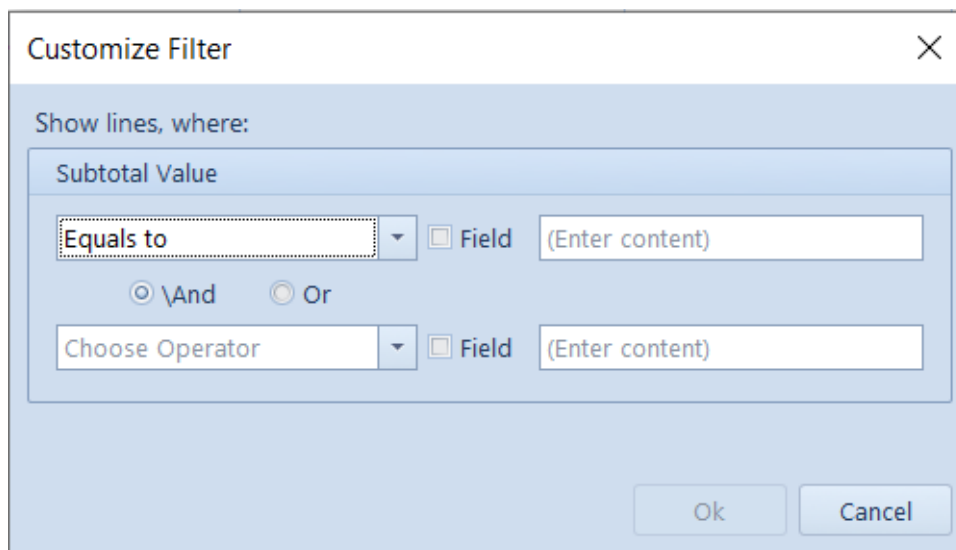 Customize Filter
Show lines, where:
Subtotal Value
Equals to Field (Enter content)
\And Or
Choose Operator Field (Enter content)
Ok Cancel